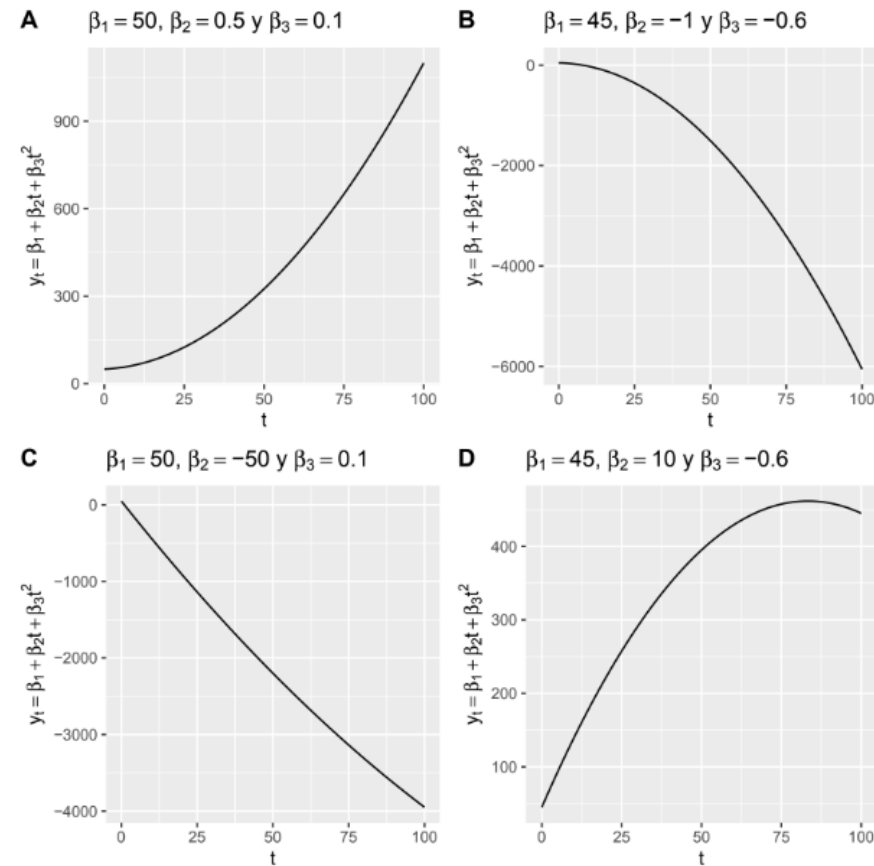 A
β₁ = 50, β₂ = 0.5 y β₃ = 0.1
yₜ = β₁ + β₂t + β₃t²
900
600
300
0
0 25 50 75 100
t
B
β₁ = 45, β₂ = −1 y β₃ = −0.6
yₜ = β₁ + β₂t + β₃t²
0
−2000
−4000
−6000
0 25 50 75 100
t
C
β₁ = 50, β₂ = −50 y β₃ = 0.1
yₜ = β₁ + β₂t + β₃t²
0
−1000
−2000
−3000
−4000
0 25 50 75 100
t
D
β₁ = 45, β₂ = 10 y β₃ = −0.6
yₜ = β₁ + β₂t + β₃t²
400
300
200
100
0 25 50 75 100
t